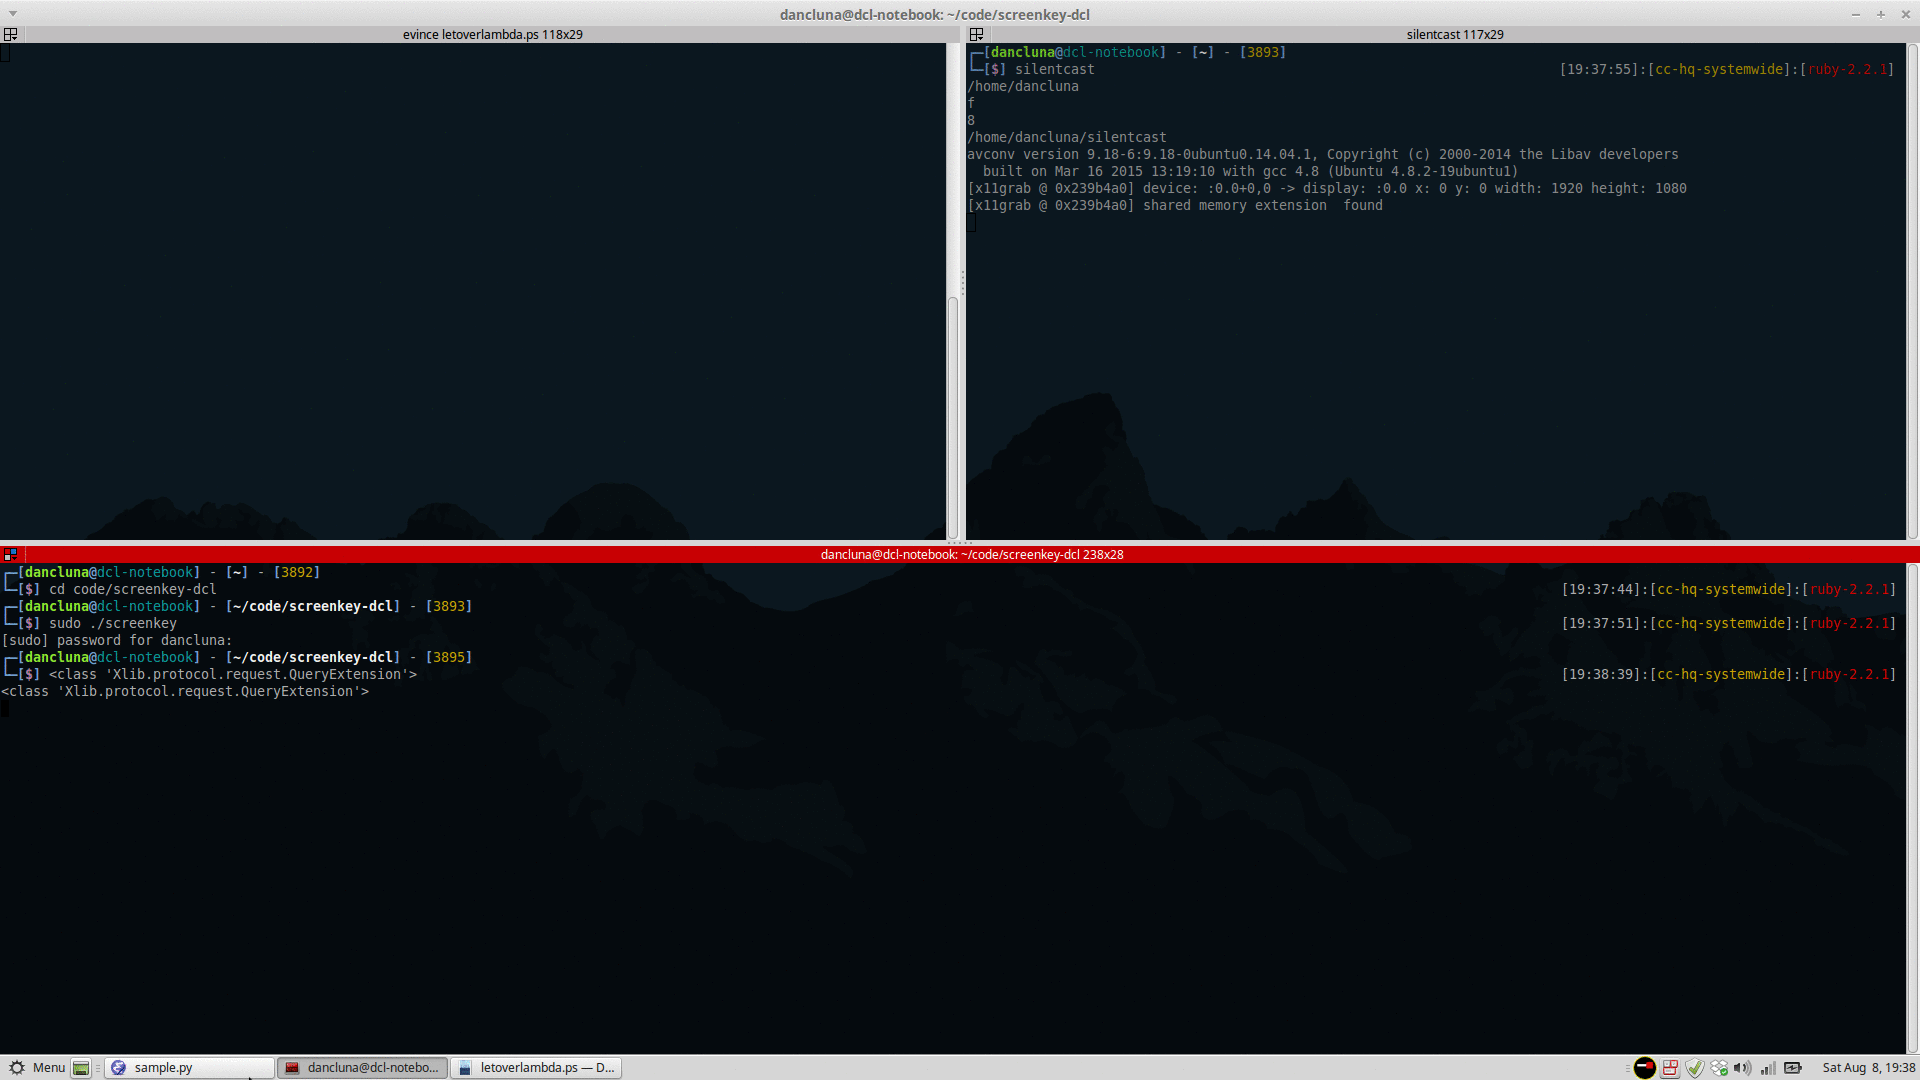 dancluna@dcl-notebook: ~/code/screenkey-dcl
evince letoverlambda.ps 118x29
silentcast 117x29
[dancluna@dcl-notebook] - [~] - [3893]
[$] silentcast [19:37:55]:[cc-hq-systemwide]:[ruby-2.2.1]
/home/dancluna
f
8
/home/dancluna/silentcast
avconv version 9.18-6:9.18-0ubuntu0.14.04.1, Copyright (c) 2000-2014 the Libav developers
built on Mar 16 2015 13:19:10 with gcc 4.8 (Ubuntu 4.8.2-19ubuntu1)
[x11grab @ 0x239b4a0] device: :0.0+0,0 -> display: :0.0 x: 0 y: 0 width: 1920 height: 1080
[x11grab @ 0x239b4a0] shared memory extension  found
dancluna@dcl-notebook: ~/code/screenkey-dcl 238x28
[dancluna@dcl-notebook] - [~] - [3892]
[$] cd code/screenkey-dcl [19:37:44]:[cc-hq-systemwide]:[ruby-2.2.1]
[dancluna@dcl-notebook] - [~/code/screenkey-dcl] - [3893]
[$] sudo ./screenkey [19:37:51]:[cc-hq-systemwide]:[ruby-2.2.1]
[sudo] password for dancluna:
[dancluna@dcl-notebook] - [~/code/screenkey-dcl] - [3895]
[$] <class 'Xlib.protocol.request.QueryExtension'> [19:38:39]:[cc-hq-systemwide]:[ruby-2.2.1]
<class 'Xlib.protocol.request.QueryExtension'>
Menu sample.py dancluna@dcl-notebo... letoverlambda.ps — D... Sat Aug 8, 19:38